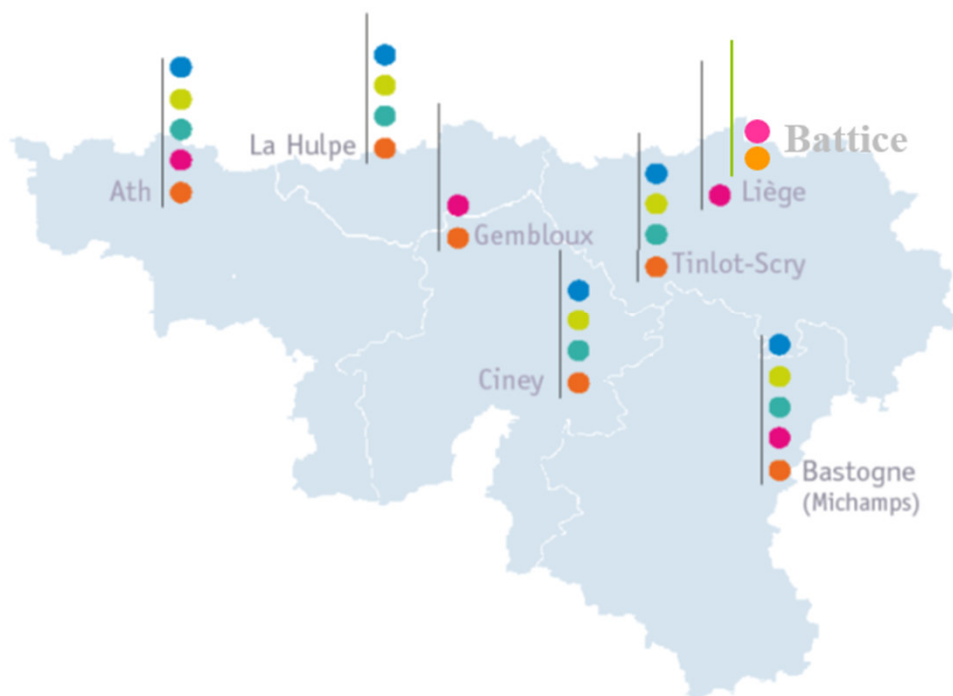 Battice
La Hulpe
Ath
Liège
Gembloux
Tinlot-Scry
Ciney
Bastogne
(Michamps)